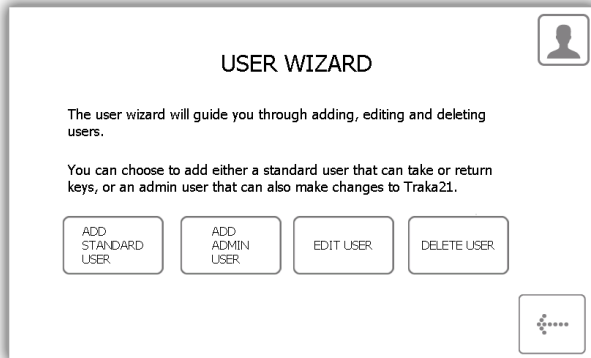 USER WIZARD
The user wizard will guide you through adding, editing and deleting
users.
You can choose to add either a standard user that can take or return
keys, or an admin user that can also make changes to Traka21.
ADD
STANDARD
USER
ADD
ADMIN
USER
EDIT USER
DELETE USER